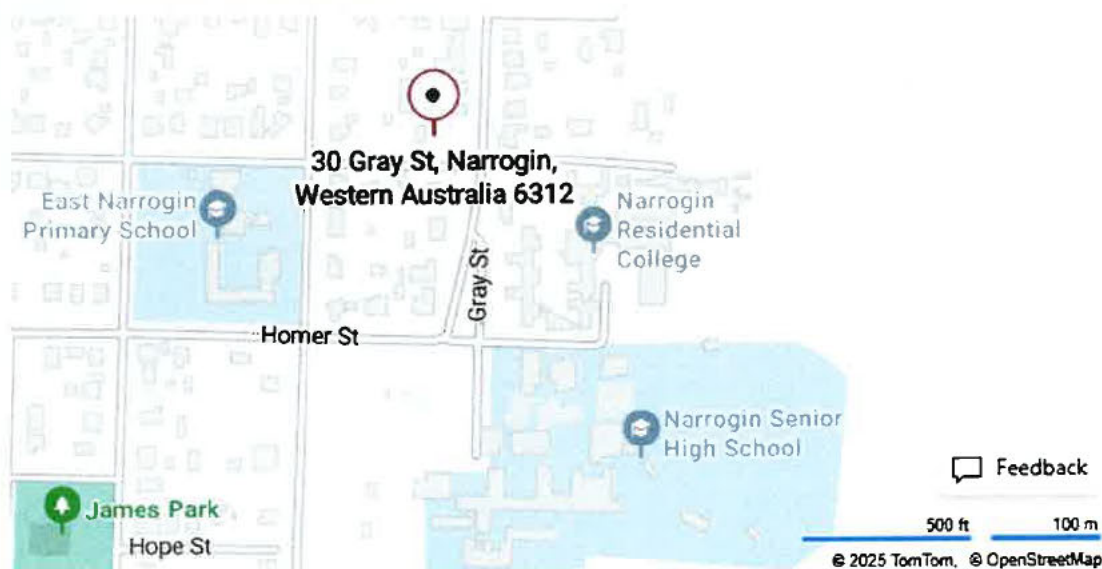 30 Gray St, Narrogin,
Western Australia 6312
East Narrogin
Primary School
Narrogin
Residential
College
Gray St
Homer St
Narrogin Senior
High School
Feedback
James Park
Hope St
500 ft
100 m
© 2025 TomTom, © OpenStreetMap